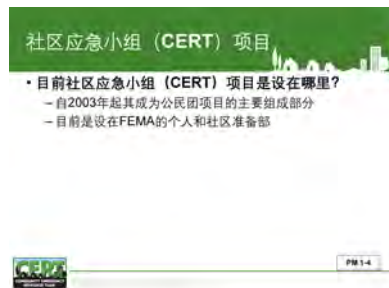 社区应急小组（CERT）项目
• 目前社区应急小组（CERT）项目是设在哪里？
– 自2003年起其成为公民团项目的主要组成部分
– 目前是设在FEMA的个人和社区准备部
CERT
PM 1-4